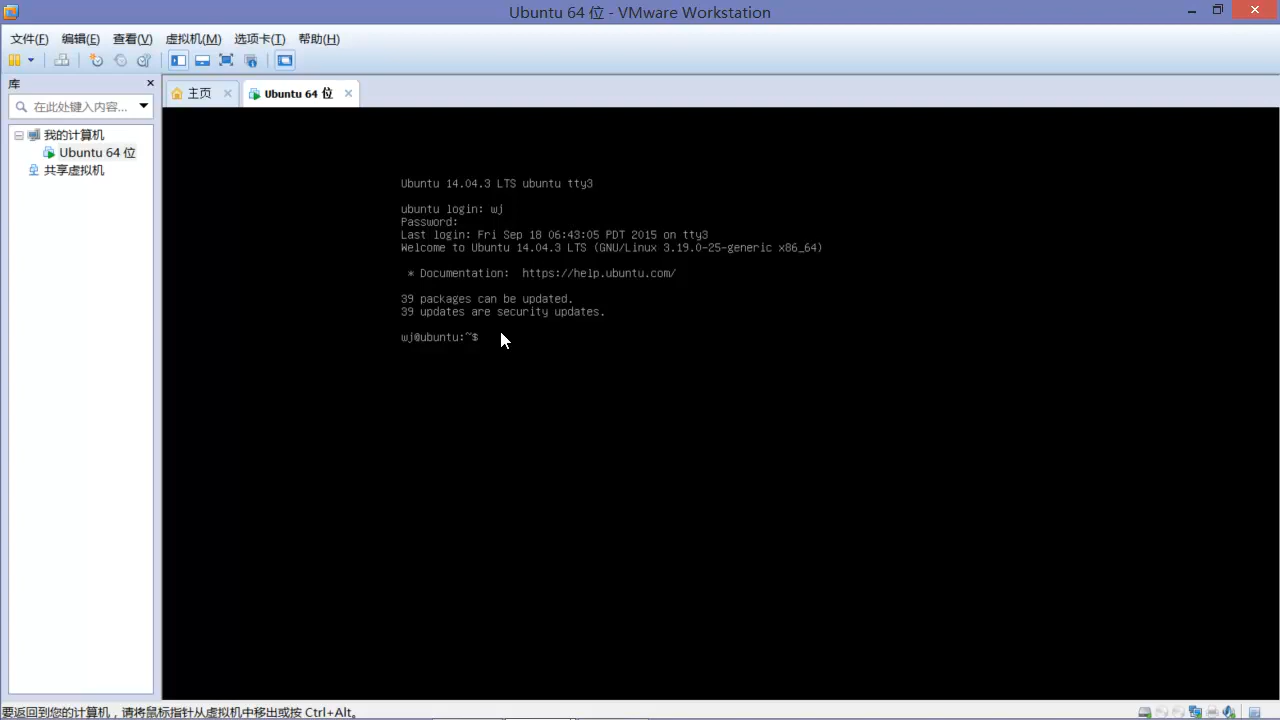 Ubuntu 64 位 - VMware Workstation
文件(F) 编辑(E) 查看(V) 虚拟机(M) 选项卡(T) 帮助(H)
库
在此处键入内容...
我的计算机
Ubuntu 64 位
共享虚拟机
主页
Ubuntu 64 位
Ubuntu 14.04.3 LTS ubuntu tty3
ubuntu login: wj
Password:
Last login: Fri Sep 18 06:43:05 PDT 2015 on tty3
Welcome to Ubuntu 14.04.3 LTS (GNU/Linux 3.19.0-25-generic x86_64)
* Documentation: https://help.ubuntu.com/
39 packages can be updated.
39 updates are security updates.
wj@ubuntu:~$
要返回到您的计算机，请将鼠标指针从虚拟机中移出或按 Ctrl+Alt。